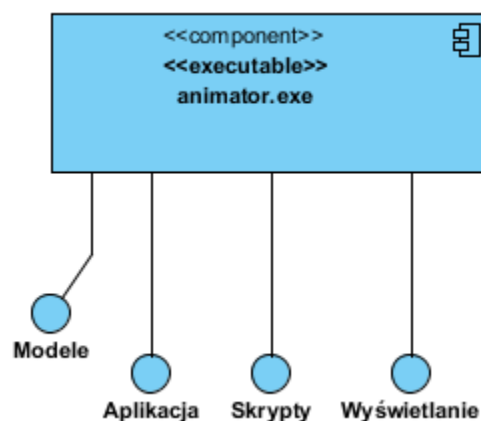 <<component>>
<<executable>>
animator.exe
Modele
Aplikacja Skrypty Wyświetlanie